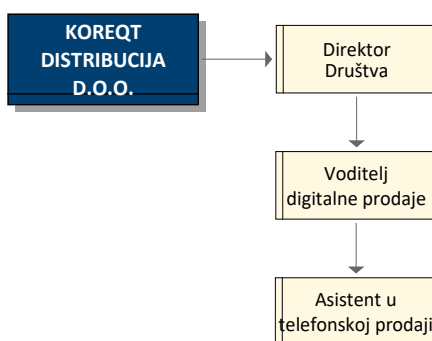 KOREQT
DISTRIBUCIJA
D.O.O.
Direktor
Društva
Voditelj
digitalne prodaje
Asistent u
telefonskoj prodaji